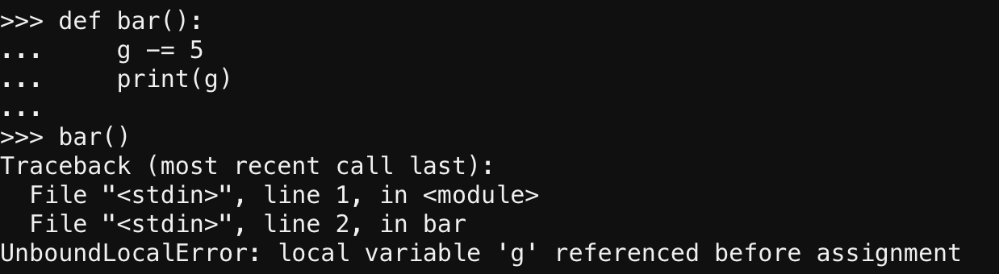 >>> def bar():
...     g -= 5
...     print(g)
...
>>> bar()
Traceback (most recent call last):
  File "<stdin>", line 1, in <module>
  File "<stdin>", line 2, in bar
UnboundLocalError: local variable 'g' referenced before assignment